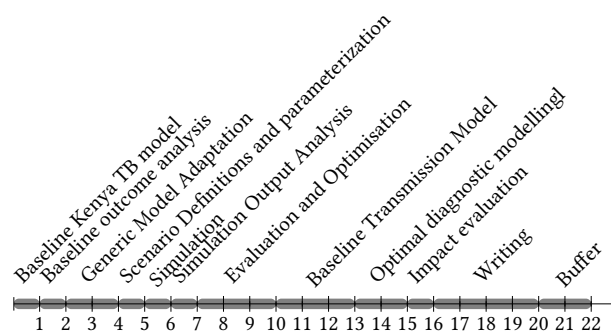 Baseline Kenya TB model
Baseline outcome analysis
Generic Model Adaptation
Scenario Definitions and parameterization
Simulation
Simulation Output Analysis
Evaluation and Optimisation
Baseline Transmission Model
Optimal diagnostic modellingl
Impact evaluation
Writing
Buffer
1 2 3 4 5 6 7 8 9 10 11 12 13 14 15 16 17 18 19 20 21 22